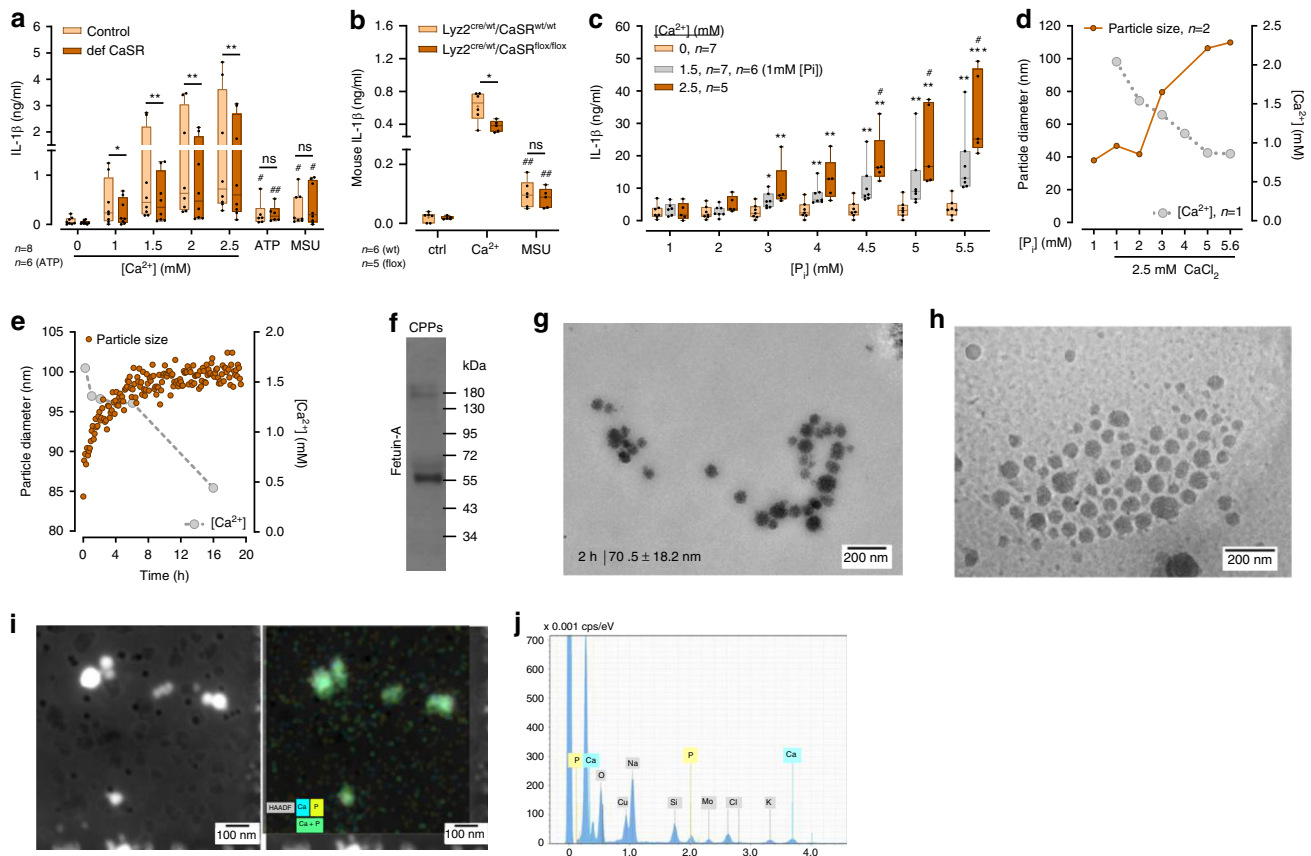 a
IL-1β (ng/ml)
6
5
4
3
2
1
1
0
Control
def CaSR
*
**
**
**
ns
ns
#
##
#
#
0
1
1.5
2
2.5
ATP
MSU
n=8
n=6 (ATP)
[Ca²⁺] (mM)
b
Mouse IL-1β (ng/ml)
Lyz2cre/wt/CaSRwt/wt
Lyz2cre/wt/CaSRflox/flox
1.2
0.9
0.6
0.3
0.2
0.0
*
ns
##
##
ctrl
Ca²⁺
MSU
n=6 (wt)
n=5 (flox)
c
IL-1β (ng/ml)
[Ca²⁺] (mM)
0, n=7
1.5, n=7, n=6 (1mM [Pi])
2.5, n=5
60
50
40
30
20
10
0
*
**
**
**
#
**
**
#
**
**
#
***
1
2
3
4
4.5
5
5.5
[Pi] (mM)
d
Particle size, n=2
Particle diameter (nm)
120
100
80
60
40
20
0
2.5
2.0
1.5
1.0
0.5
0.0
[Ca²⁺] (mM)
[Ca²⁺], n=1
[Pi] (mM)
1
1
2
3
4
5
5.6
2.5 mM CaCl₂
e
Particle size
Particle diameter (nm)
105
100
95
90
85
80
2.0
1.5
1.0
0.5
0.0
[Ca²⁺] (mM)
[Ca²⁺]
0
4
8
12
16
20
Time (h)
f
CPPs
Fetuin-A
kDa
180
130
95
72
55
43
34
g
2 h |70 .5 ± 18.2 nm
200 nm
h
200 nm
i
100 nm
HAADF
Ca
P
Ca + P
100 nm
j
x 0.001 cps/eV
700
600
500
400
300
200
100
0
P
Ca
O
Cu
Na
Si
P
Mo
Cl
K
Ca
0
1.0
2.0
3.0
4.0